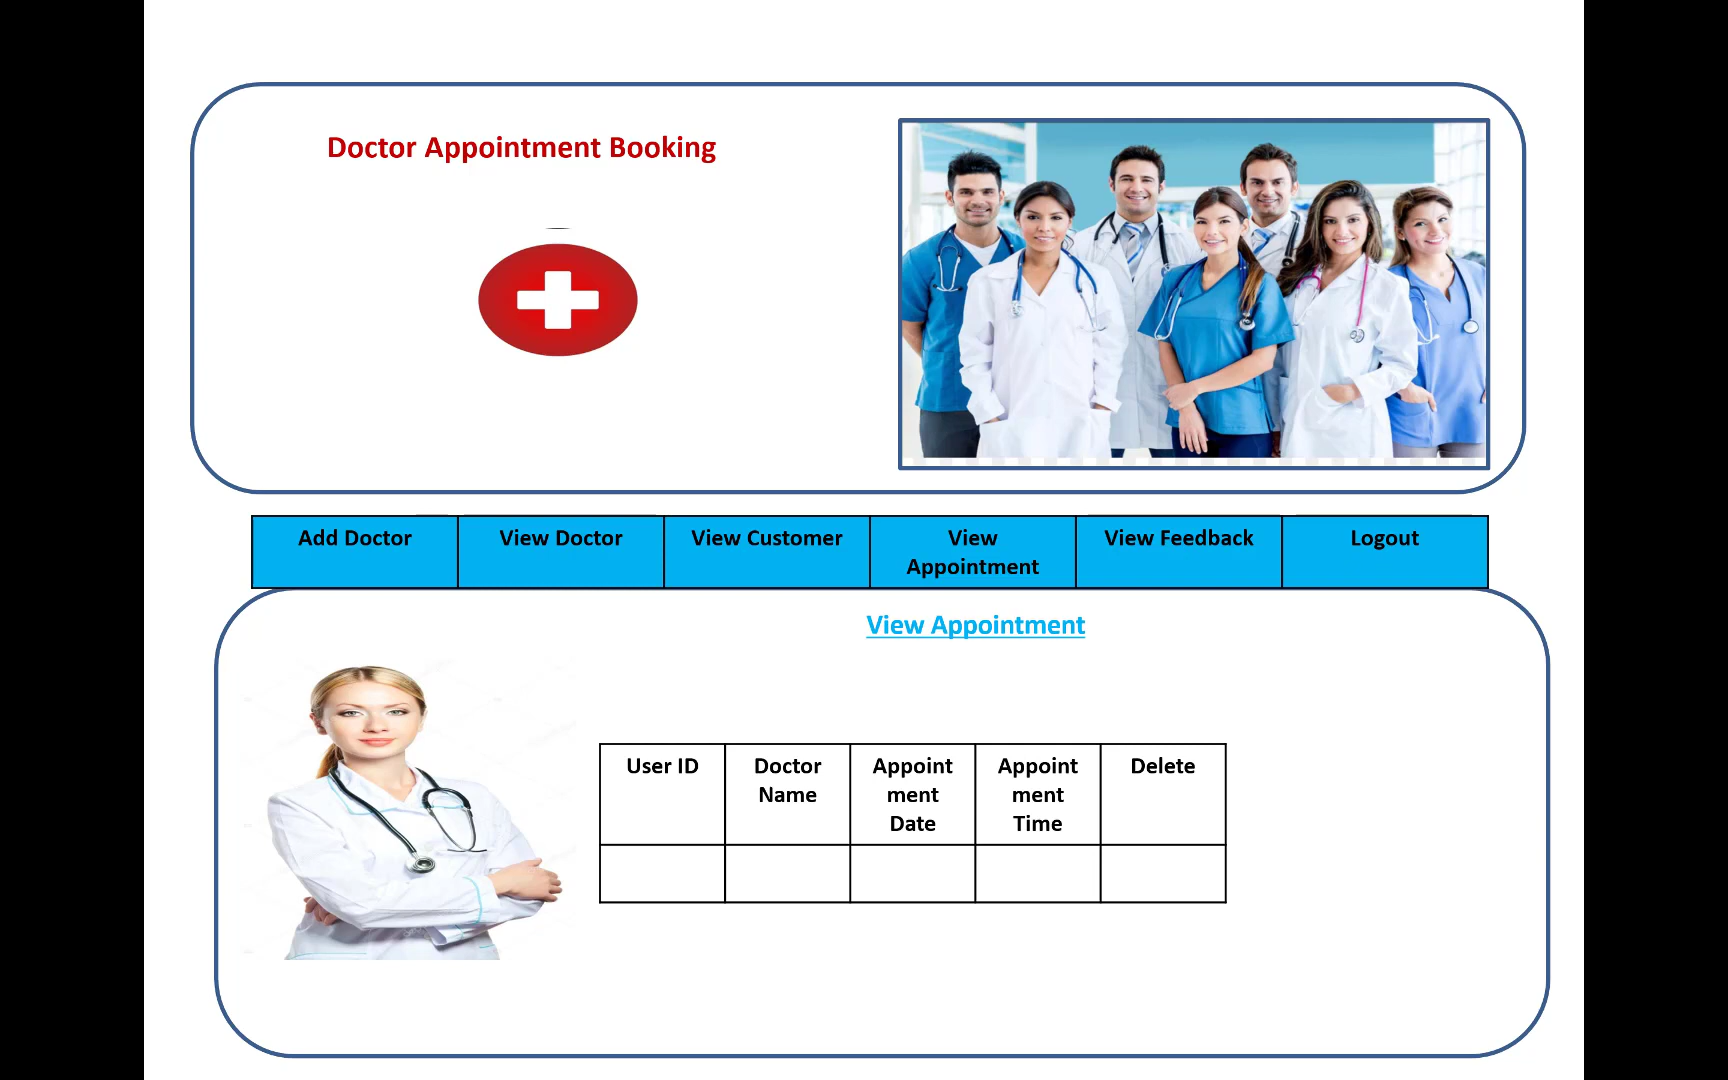 Doctor Appointment Booking
Add Doctor
View Doctor
View Customer
View
Appointment
View Feedback
Logout
View Appointment
User ID
Doctor
Name
Appoint
ment
Date
Appoint
ment
Time
Delete